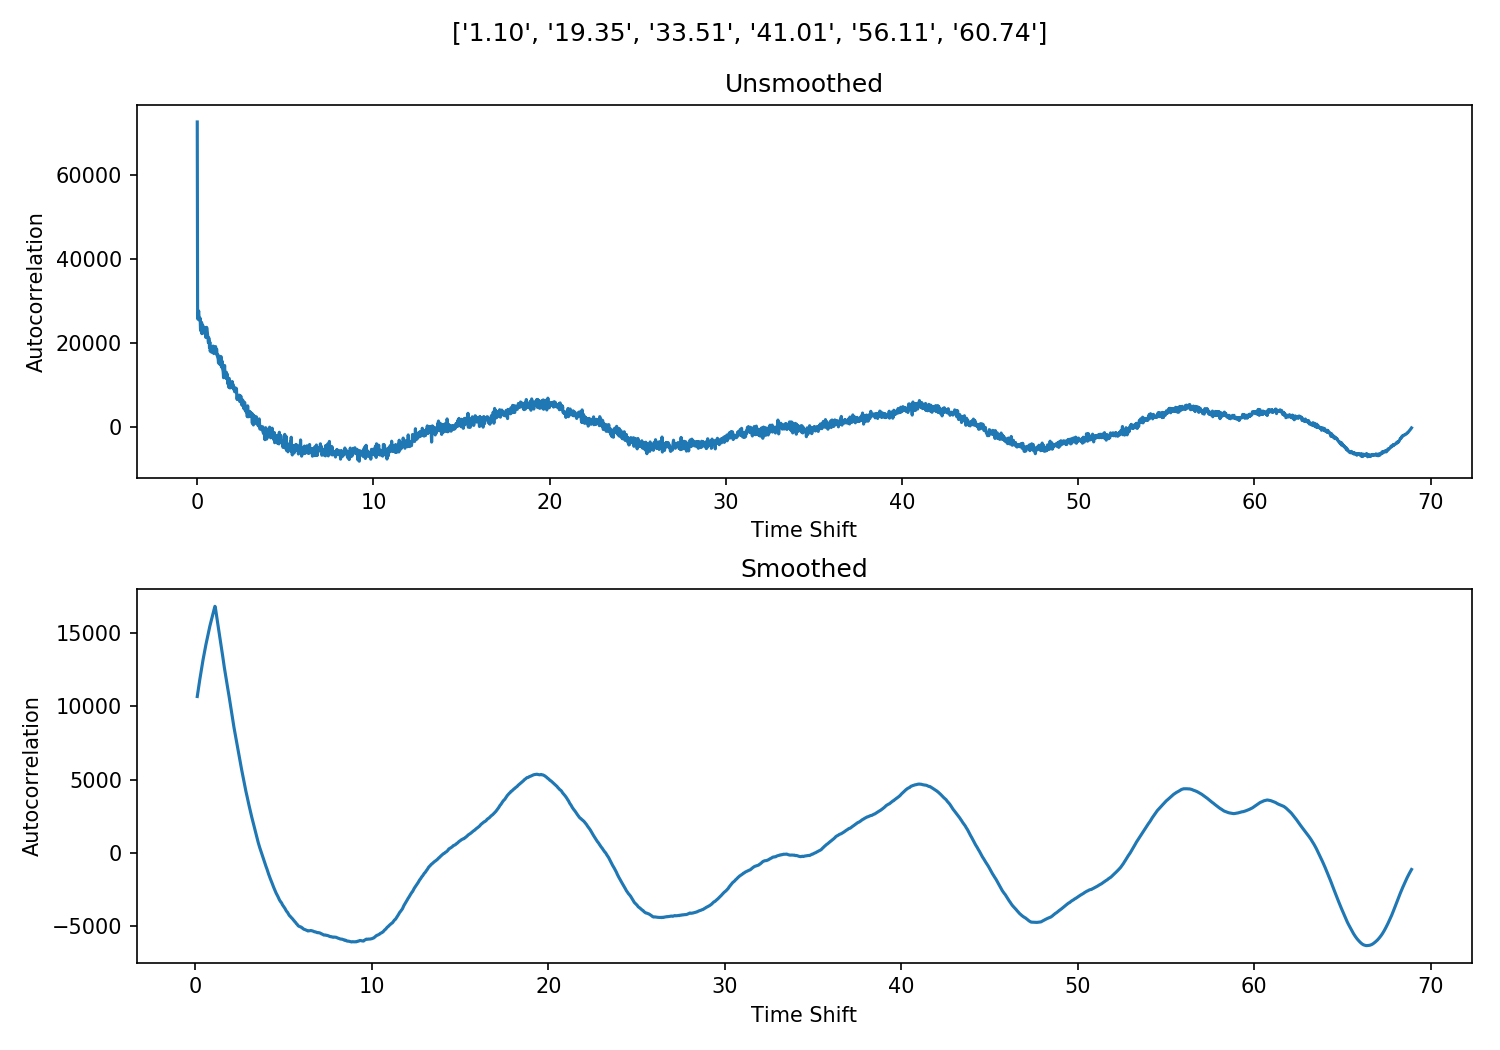 ['1.10', '19.35', '33.51', '41.01', '56.11', '60.74']
Unsmoothed
Autocorrelation
60000
40000
20000
0
0 10 20 30 40 50 60 70
Time Shift
Smoothed
Autocorrelation
15000
10000
5000
0
−5000
0 10 20 30 40 50 60 70
Time Shift